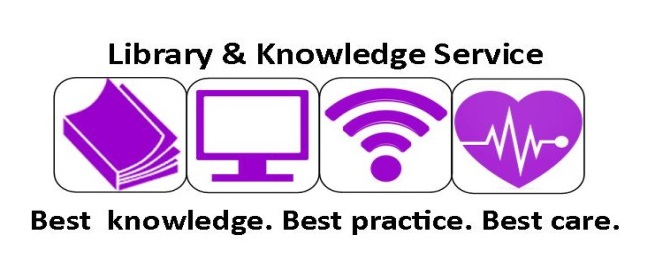 Library & Knowledge Service
Best  knowledge. Best practice. Best care.